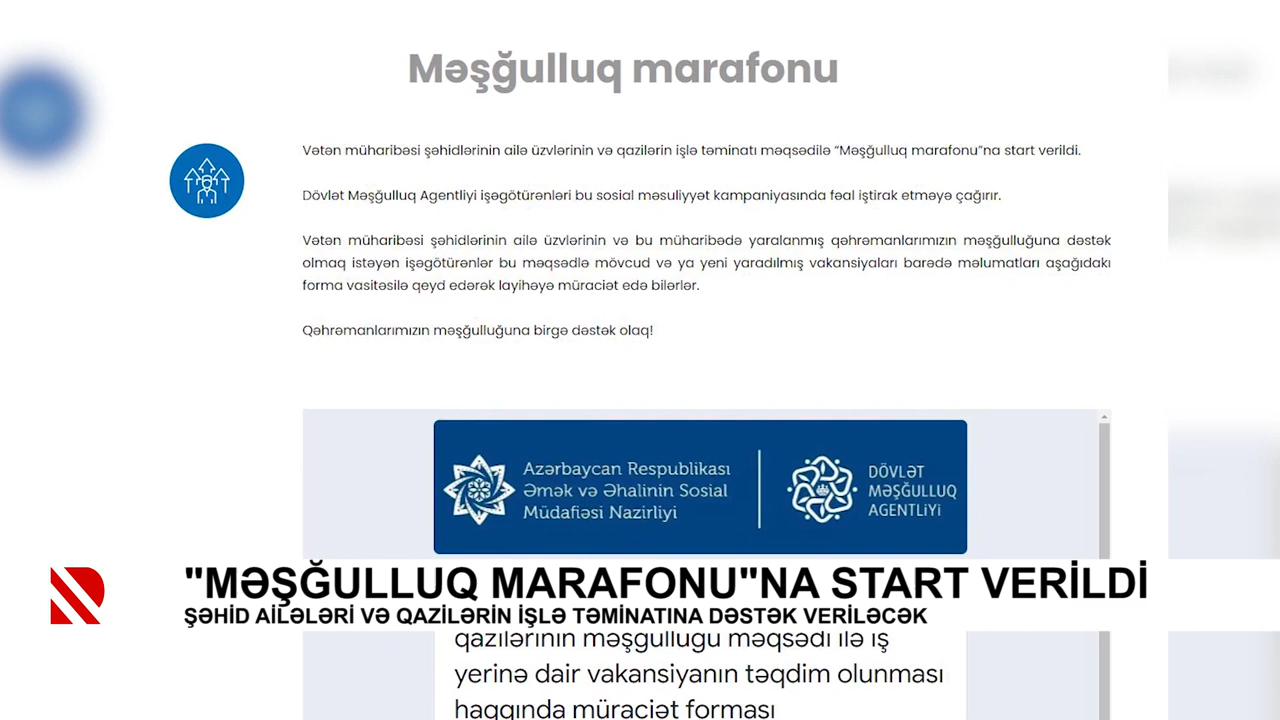 Məşğulluq marafonu
Vətən müharibəsi şəhidlərinin ailə üzvlərinin və qazilərin işlə təminatı məqsədilə “Məşğulluq marafonu”na start verildi.
Dövlət Məşğulluq Agentliyi işəgötürənləri bu sosial məsuliyyət kampaniyasında fəal iştirak etməyə çağırır.
Vətən müharibəsi şəhidlərinin ailə üzvlərinin və bu müharibədə yaralanmış qəhrəmanlarımızın məşğulluğuna dəstək
olmaq istəyən işəgötürənlər bu məqsədlə mövcud və ya yeni yaradılmış vakansiyaları barədə məlumatları aşağıdakı
forma vasitəsilə qeyd edərək layihəyə müraciət edə bilərlər.
Qəhrəmanlarımızın məşğulluğuna birgə dəstək olaq!
Azərbaycan Respublikası
Əmək və Əhalinin Sosial
Müdafiəsi Nazirliyi
DÖVLƏT
MƏŞĞULLUQ
AGENTLİYİ
"MƏŞĞULLUQ MARAFONU"NA START VERİLDİ
ŞƏHİD AİLƏLƏRİ VƏ QAZİLƏRİN İŞLƏ TƏMİNATINA DƏSTƏK VERİLƏCƏK
qazilərinin məşğulluğu məqsədi ilə iş
yerinə dair vakansiyanın təqdim olunması
haqqında müraciət forması